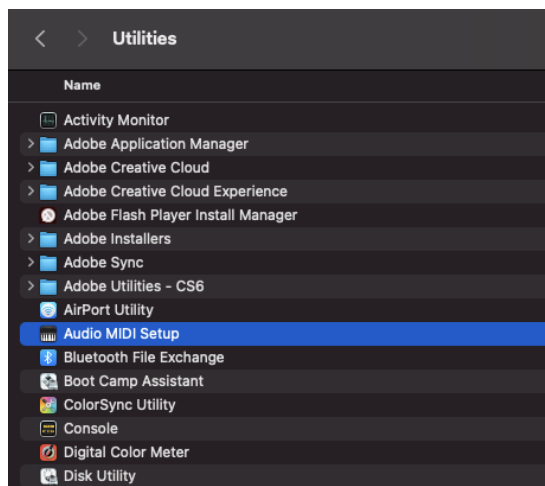 Utilities
Name
Activity Monitor
Adobe Application Manager
Adobe Creative Cloud
Adobe Creative Cloud Experience
Adobe Flash Player Install Manager
Adobe Installers
Adobe Sync
Adobe Utilities - CS6
AirPort Utility
Audio MIDI Setup
Bluetooth File Exchange
Boot Camp Assistant
ColorSync Utility
Console
Digital Color Meter
Disk Utility